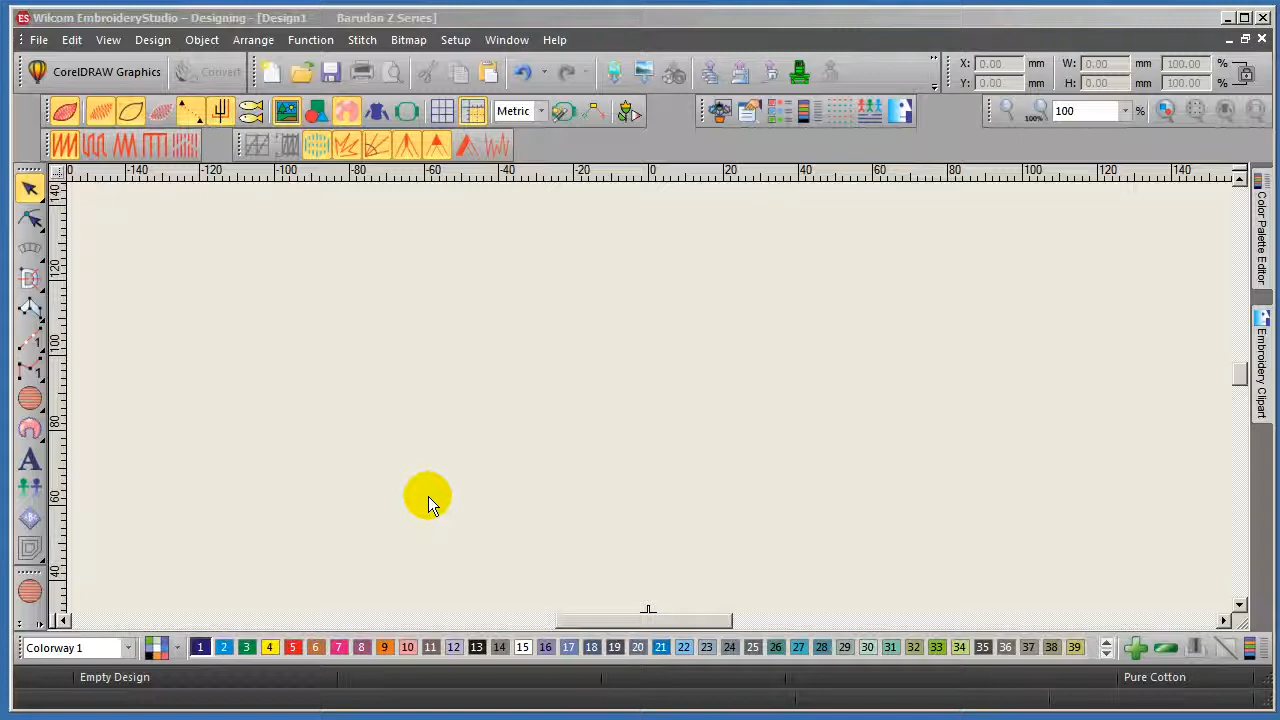 Wilcom EmbroideryStudio – Designing - [Design1 Barudan Z Series]
File Edit View Design Object Arrange Function Stitch Bitmap Setup Window Help
CorelDRAW Graphics Convert X: 0.00 mm W: 0.00 mm 100.00 %
Y: 0.00 mm H: 0.00 mm 100.00 %
Metric 100% 100 %
-140 -120 -100 -80 -60 -40 -20 0 20 40 60 80 100 120 140
140
120
100
80
60
40
Color Palette Editor
Embroidery Clipart
Colorway 1 1 2 3 4 5 6 7 8 9 10 11 12 13 14 15 16 17 18 19 20 21 22 23 24 25 26 27 28 29 30 31 32 33 34 35 36 37 38 39
Empty Design Pure Cotton